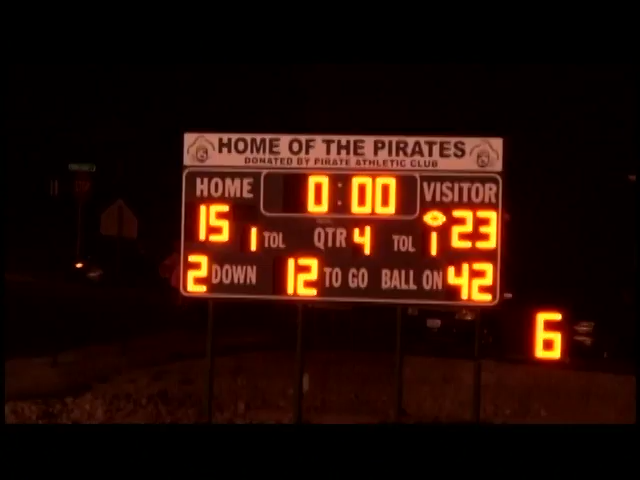 HOME OF THE PIRATES
DONATED BY PIRATE ATHLETIC CLUB
HOME 0:00 VISITOR
15 1 TOL QTR 4 TOL 1 23
2 DOWN 12 TO GO BALL ON 42
6